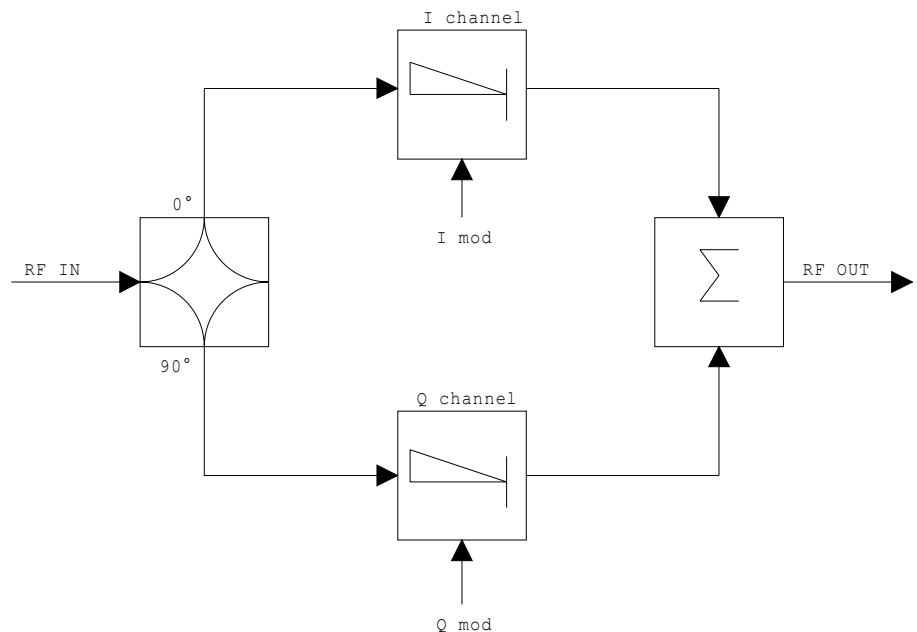 I channel
0°
I mod
RF IN
RF OUT
Σ
90°
Q channel
Q mod